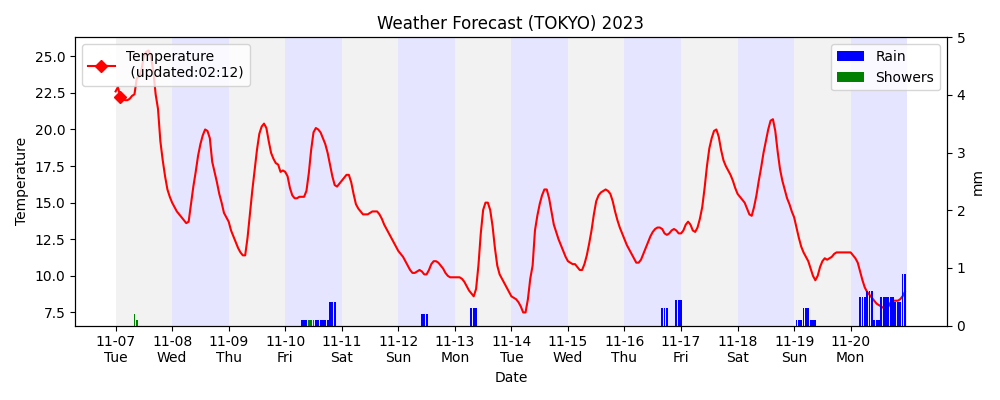 Weather Forecast (TOKYO) 2023
Temperature
(updated:02:12)
Rain
Showers
Temperature
25.0
22.5
20.0
17.5
15.0
12.5
10.0
7.5
5
4
3
2
1
0
mm
11-07 11-08 11-09 11-10 11-11 11-12 11-13 11-14 11-15 11-16 11-17 11-18 11-19 11-20
Tue Wed Thu Fri Sat Sun Mon Tue Wed Thu Fri Sat Sun Mon
Date